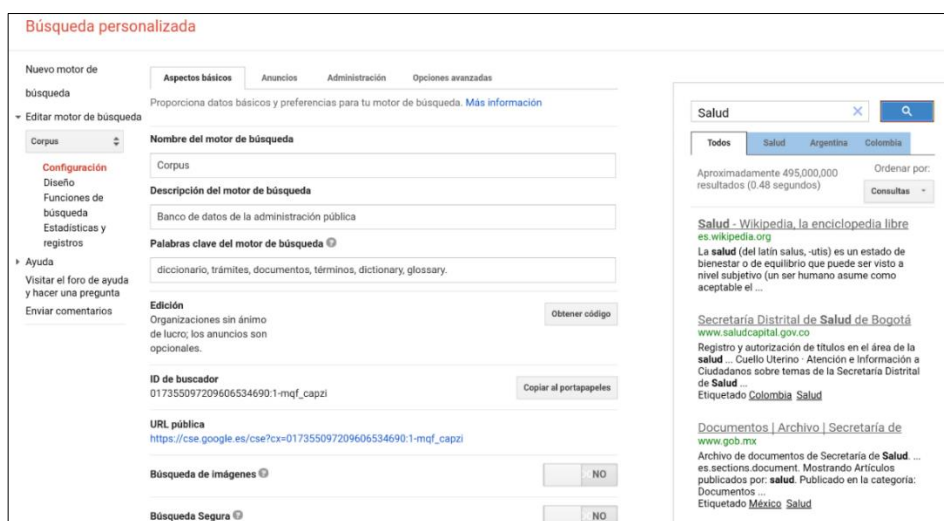 Búsqueda personalizada
Nuevo motor de
búsqueda
Editar motor de búsqueda
Corpus
Configuración
Diseño
Funciones de
búsqueda
Estadísticas y
registros
Ayuda
Visitar el foro de ayuda
y hacer una pregunta
Enviar comentarios
Aspectos básicos Anuncios Administración Opciones avanzadas
Proporciona datos básicos y preferencias para tu motor de búsqueda. Más información
Nombre del motor de búsqueda
Corpus
Descripción del motor de búsqueda
Banco de datos de la administración pública
Palabras clave del motor de búsqueda
diccionario, trámites, documentos, términos, dictionary, glossary.
Edición
Organizaciones sin ánimo
de lucro; los anuncios son
opcionales.
Obtener código
ID de buscador
017355097209606534690:1-mqf_capzi
Copiar al portapapeles
URL pública
https://cse.google.es/cse?cx=017355097209606534690:1-mqf_capzi
Búsqueda de imágenes
NO
Búsqueda Segura
NO
Salud
Todos Salud Argentina Colombia
Aproximadamente 495,000,000
resultados (0.48 segundos)
Ordenar por:
Consultas
Salud - Wikipedia, la enciclopedia libre
es.wikipedia.org
La salud (del latín salus, -utis) es un estado de
bienestar o de equilibrio que puede ser visto a
nivel subjetivo (un ser humano asume como
aceptable el ...
Secretaría Distrital de Salud de Bogotá
www.saludcapital.gov.co
Registro y autorización de títulos en el área de la
salud ... Cuello Uterino · Atención e Información a
Ciudadanos sobre temas de la Secretaría Distrital
de Salud ...
Etiquetado Colombia Salud
Documentos | Archivo | Secretaría de
www.gob.mx
Archivo de documentos de Secretaría de Salud. ...
es.sections.document. Mostrando Artículos
publicados por: salud. Publicado en la categoría:
Documentos ...
Etiquetado México Salud